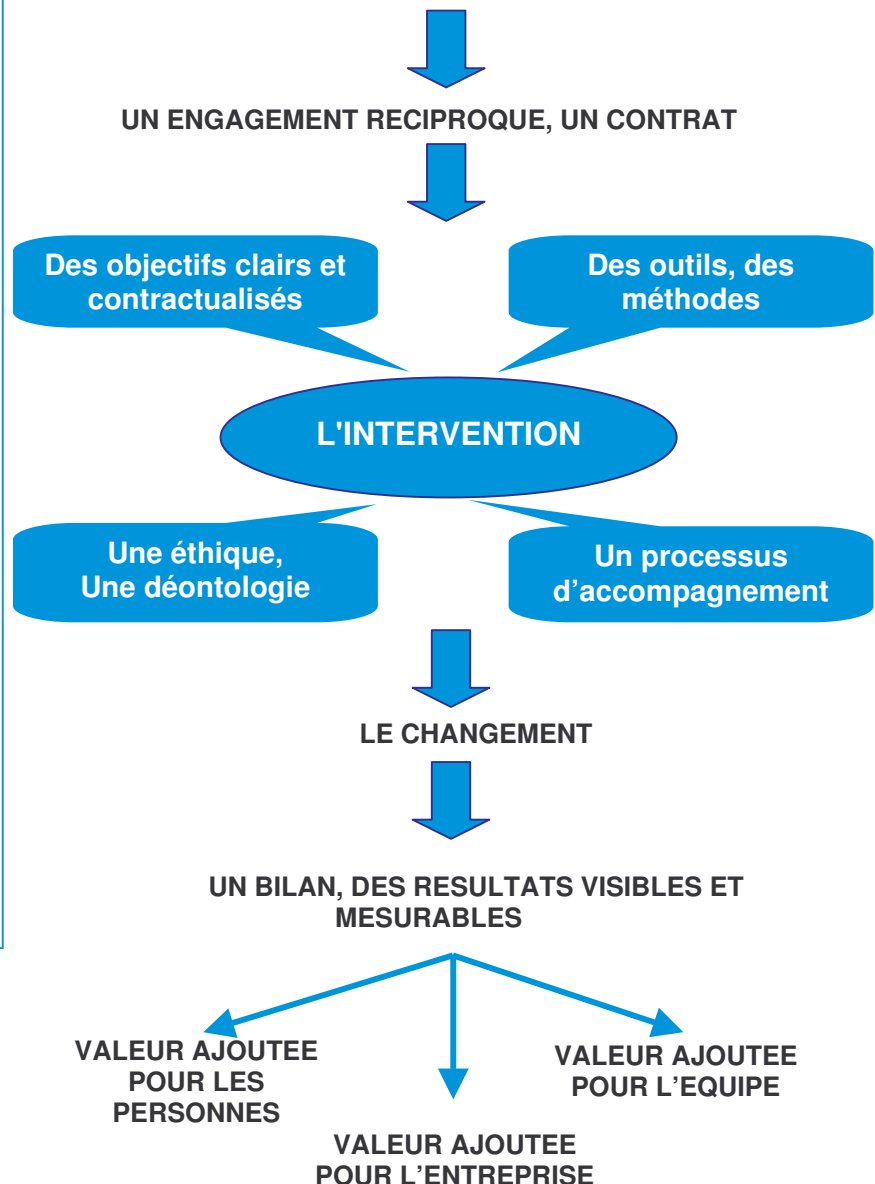 UN ENGAGEMENT RECIPROQUE, UN CONTRAT
Des objectifs clairs et
contractualisés
Des outils, des
méthodes
L'INTERVENTION
Une éthique,
Une déontologie
Un processus
d’accompagnement
LE CHANGEMENT
UN BILAN, DES RESULTATS VISIBLES ET
MESURABLES
VALEUR AJOUTEE
POUR LES
PERSONNES
VALEUR AJOUTEE
POUR L’EQUIPE
VALEUR AJOUTEE
POUR L’ENTREPRISE